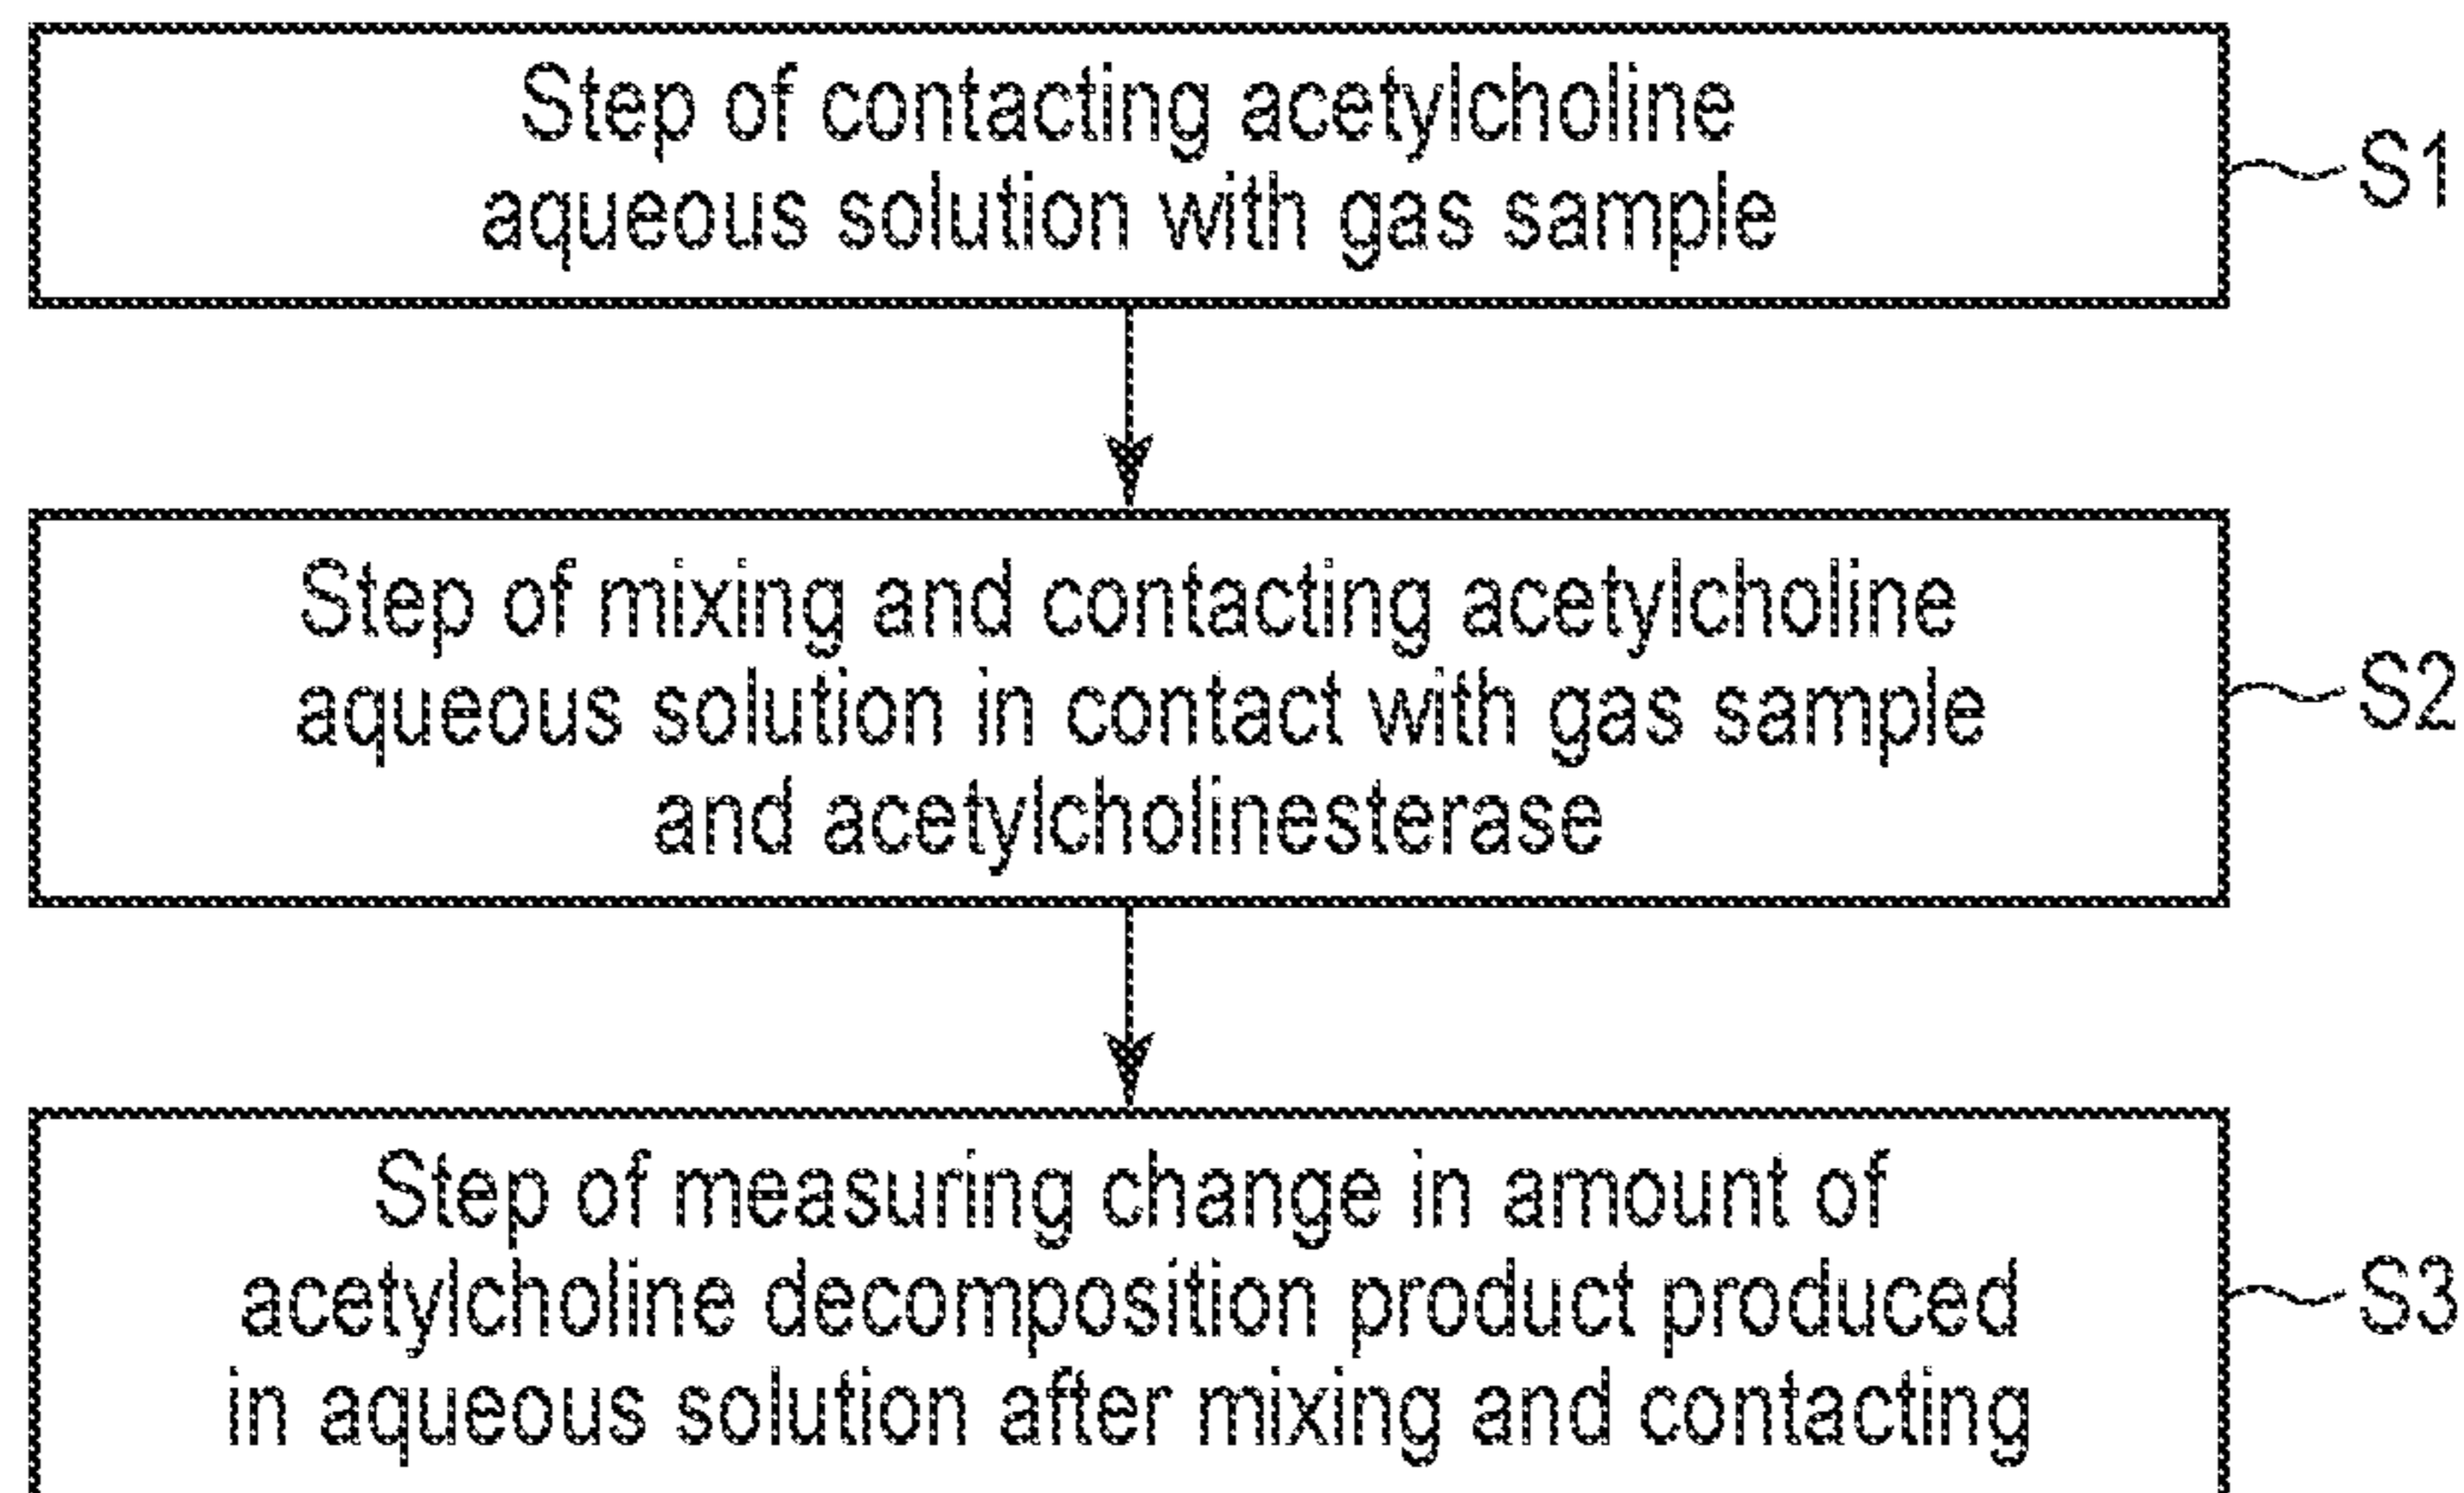 Step of contacting acetylcholine
aqueous solution with gas sample
S1
Step of mixing and contacting acetylcholine
aqueous solution in contact with gas sample
and acetylcholinesterase
S2
Step of measuring change in amount of
acetylcholine decomposition product produced
in aqueous solution after mixing and contacting
S3